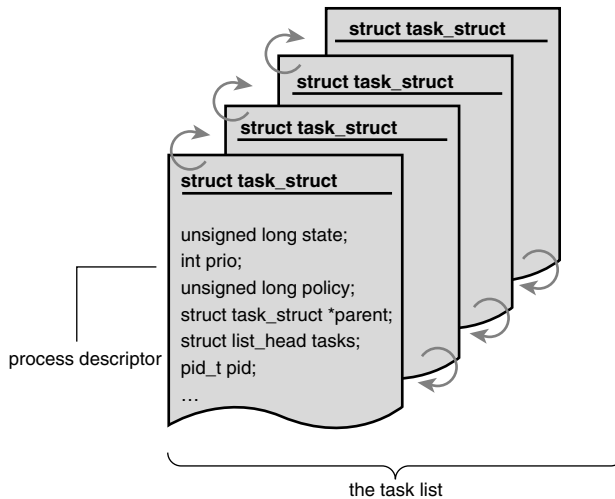 struct task_struct
struct task_struct
struct task_struct
struct task_struct
unsigned long state;
int prio;
unsigned long policy;
struct task_struct *parent;
struct list_head tasks;
pid_t pid;
…
process descriptor
the task list